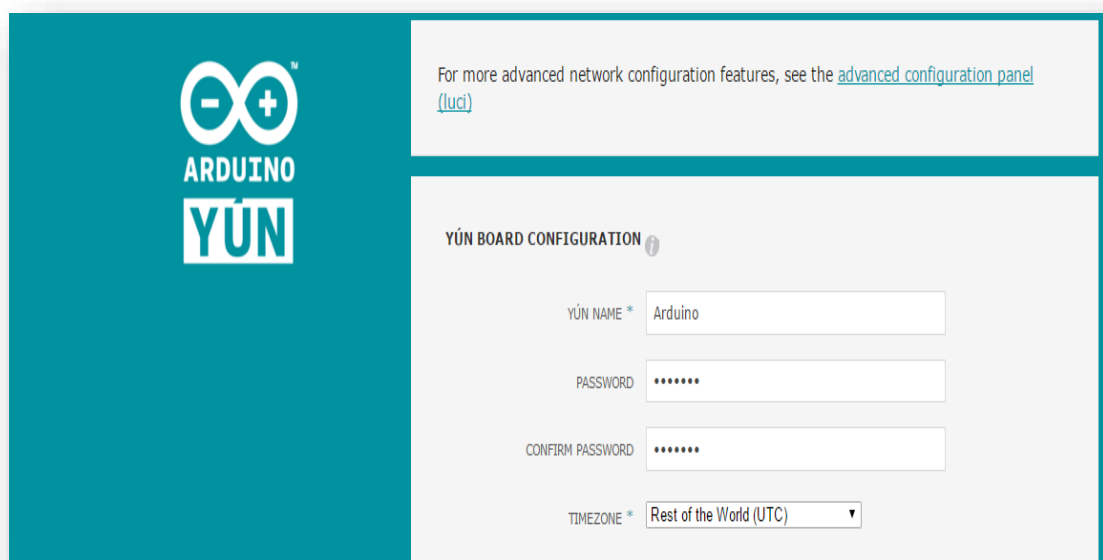 ARDUINO
YÚN
For more advanced network configuration features, see the advanced configuration panel
(luci)
YÚN BOARD CONFIGURATION i
YÚN NAME * Arduino
PASSWORD •••••••
CONFIRM PASSWORD •••••••
TIMEZONE * Rest of the World (UTC)